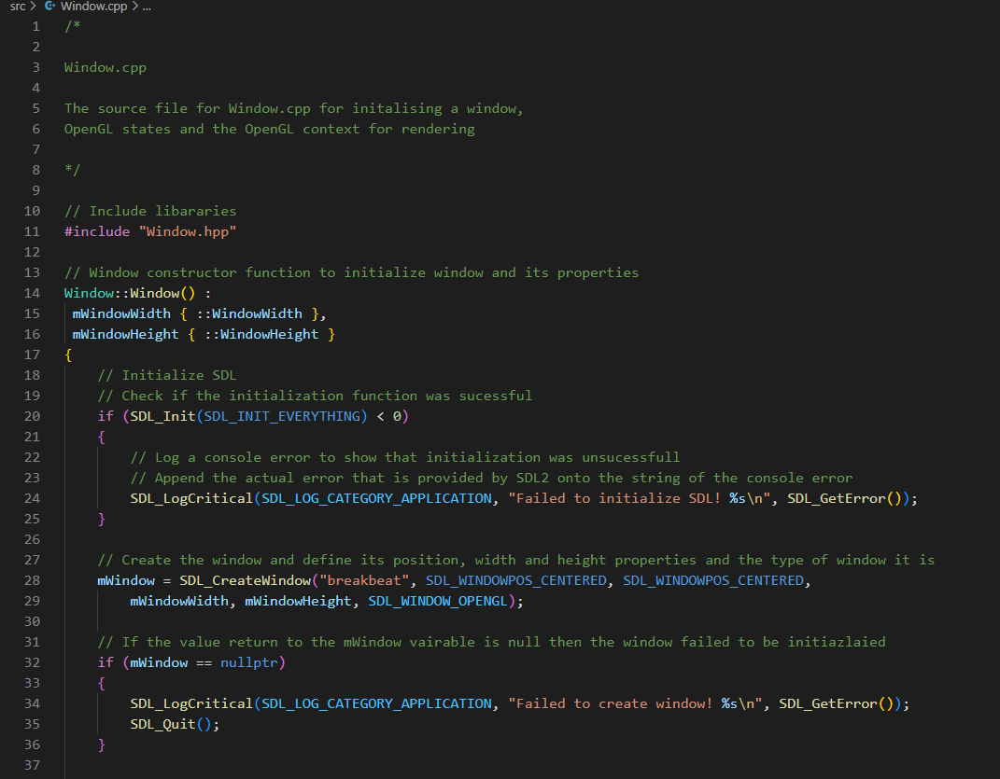 src > Window.cpp > ...
1 /*
2
3 Window.cpp
4
5 The source file for Window.cpp for initalising a window,
6 OpenGL states and the OpenGL context for rendering
7
8 */
9
10 // Include libararies
11 #include "Window.hpp"
12
13 // Window constructor function to initialize window and its properties
14 Window::Window() :
15 mWindowWidth { ::WindowWidth },
16 mWindowHeight { ::WindowHeight }
17 {
18 // Initialize SDL
19 // Check if the initialization function was sucessful
20 if (SDL_Init(SDL_INIT_EVERYTHING) < 0)
21 {
22 // Log a console error to show that initialization was unsucessfull
23 // Append the actual error that is provided by SDL2 onto the string of the console error
24 SDL_LogCritical(SDL_LOG_CATEGORY_APPLICATION, "Failed to initialize SDL! %s\n", SDL_GetError());
25 }
26
27 // Create the window and define its position, width and height properties and the type of window it is
28 mWindow = SDL_CreateWindow("breakbeat", SDL_WINDOWPOS_CENTERED, SDL_WINDOWPOS_CENTERED,
29 mWindowWidth, mWindowHeight, SDL_WINDOW_OPENGL);
30
31 // If the value return to the mWindow vairable is null then the window failed to be initiazlaied
32 if (mWindow == nullptr)
33 {
34 SDL_LogCritical(SDL_LOG_CATEGORY_APPLICATION, "Failed to create window! %s\n", SDL_GetError());
35 SDL_Quit();
36 }
37